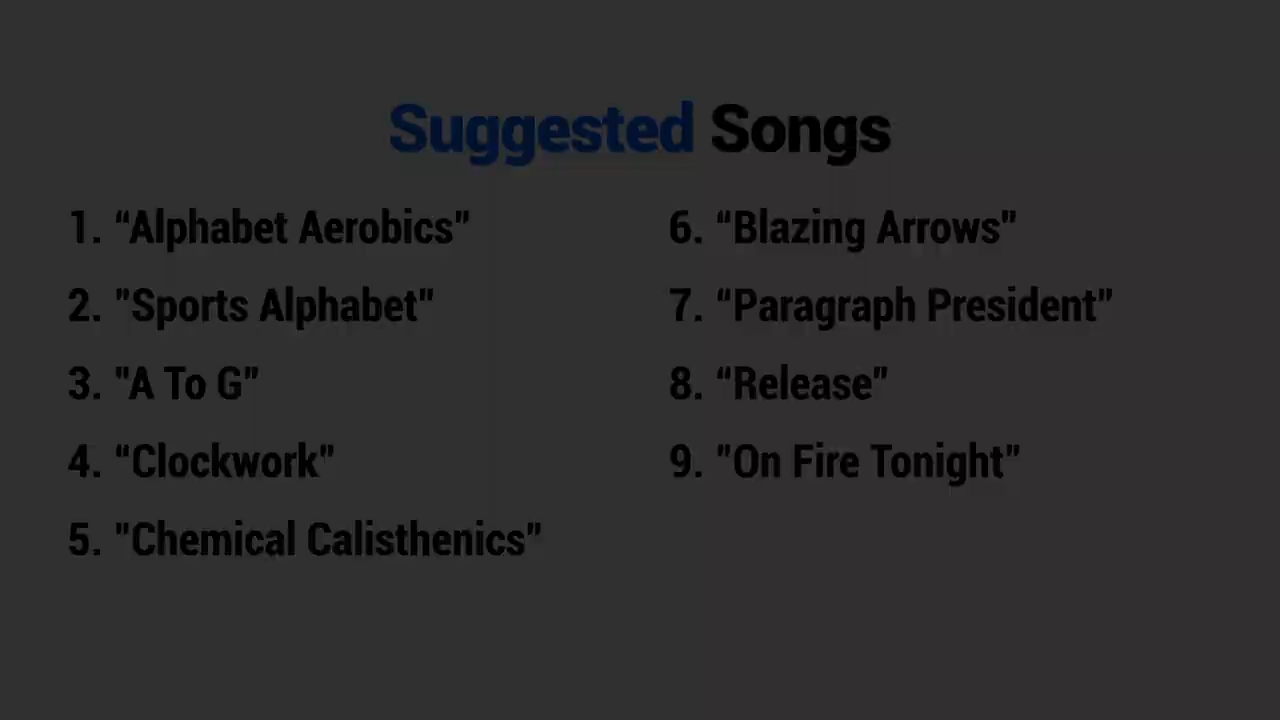 Suggested Songs
1. “Alphabet Aerobics”
2. "Sports Alphabet"
3. "A To G”
4. “Clockwork”
5. "Chemical Calisthenics”
6. “Blazing Arrows”
7. “Paragraph President”
8. “Release”
9. "On Fire Tonight”